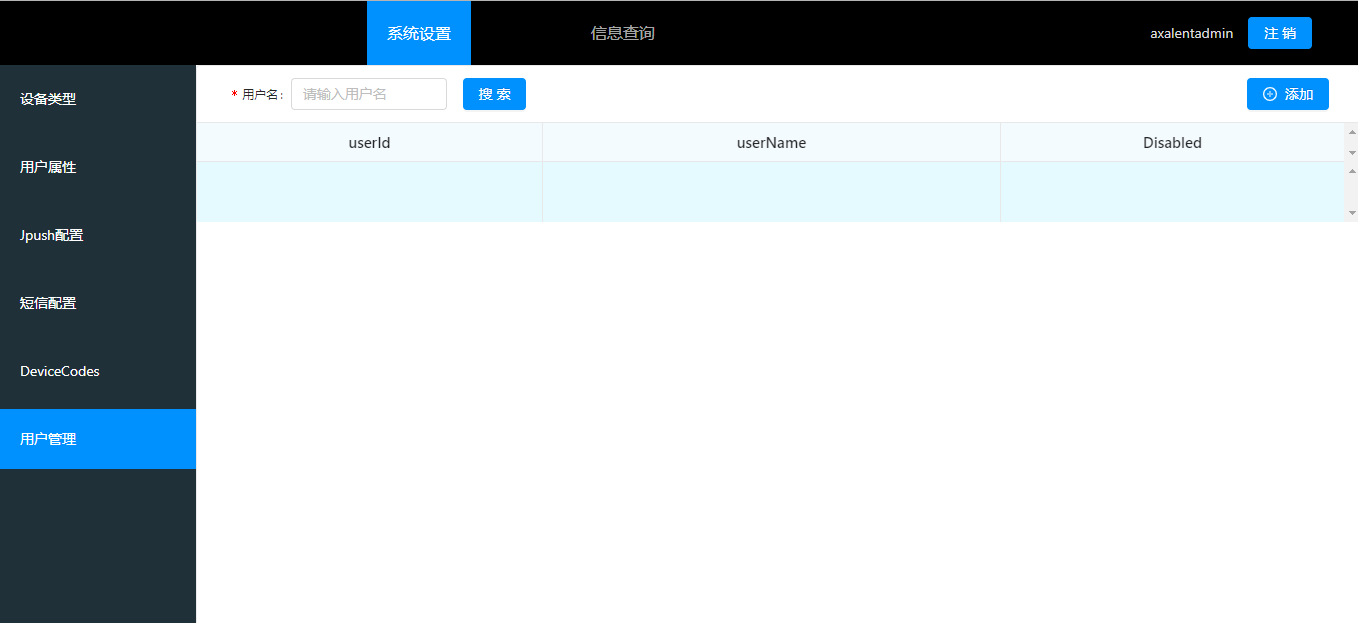 系统设置
信息查询
axalentadmin
注 销
设备类型
用户属性
Jpush配置
短信配置
DeviceCodes
用户管理
* 用户名:
请输入用户名
搜 索
添加
userId
userName
Disabled